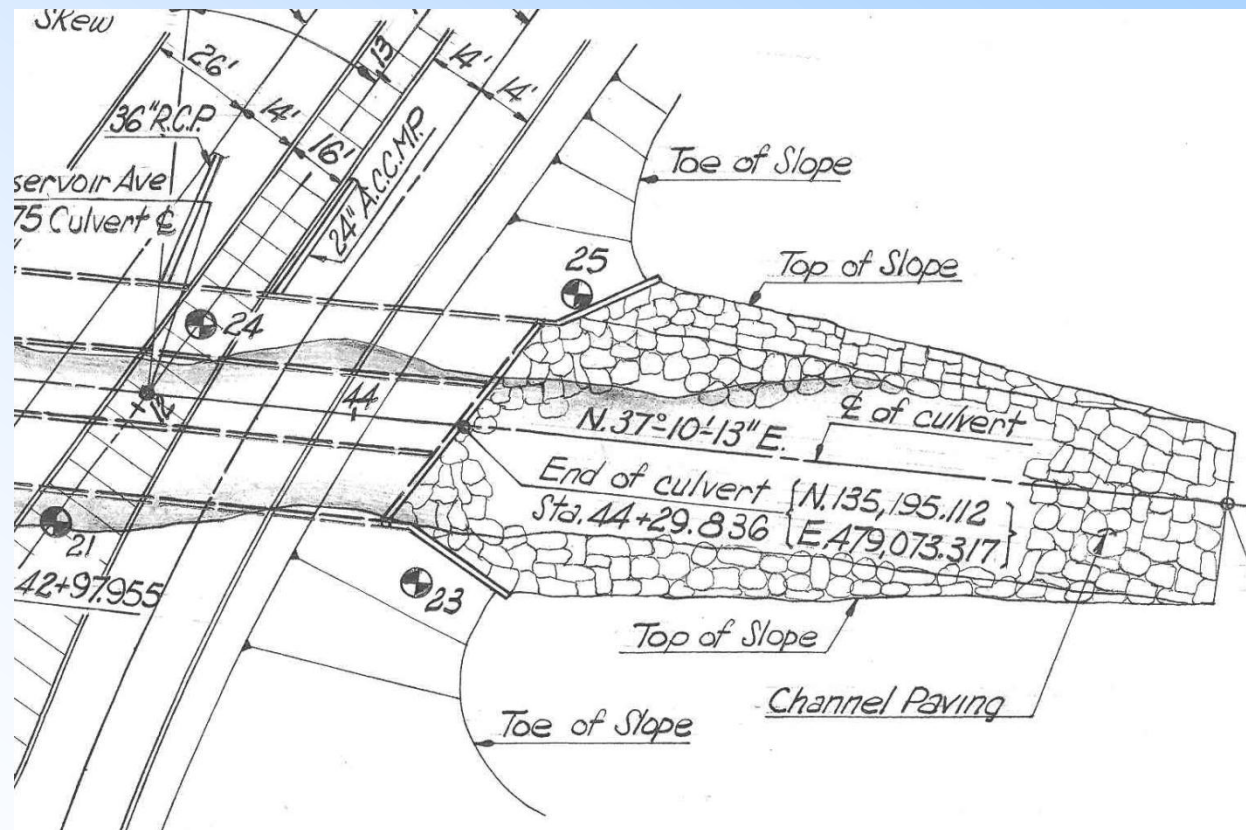 Skew
26'
14'
16'
13
14'
14'
36" R.C.P.
servoir Ave
75 Culvert ℄
24" A.C.C.M.P.
Toe of Slope
25
Top of Slope
24
44
N.37°-10'-13" E.
℄ of culvert
End of culvert
Sta. 44+29.836
N.135,195.112
E.479,073.317
21
42+97.955
23
Top of Slope
Channel Paving
Toe of Slope